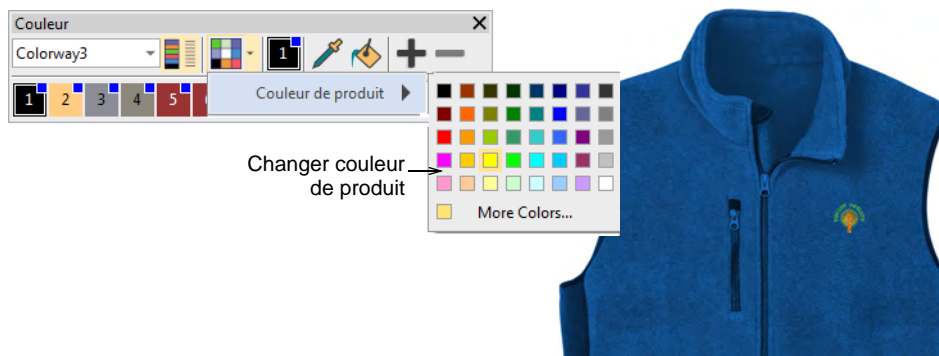 Couleur
Colorway3
1
1 2 3 4 5
Couleur de produit
Changer couleur
de produit
More Colors...